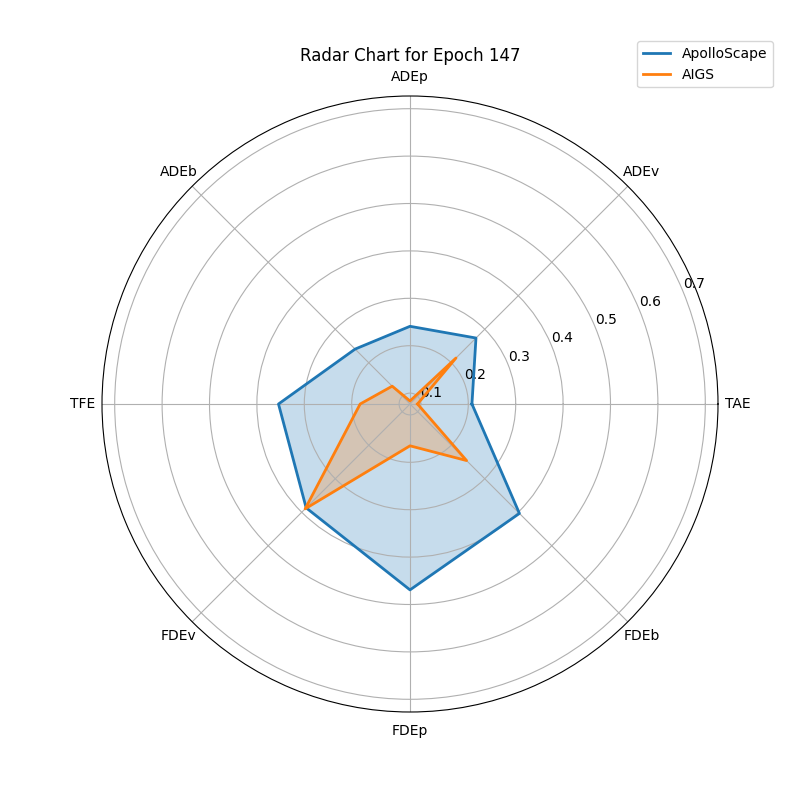 ApolloScape
AIGS
Radar Chart for Epoch 147
ADEp
ADEb
ADEv
0.7
0.6
0.5
0.4
0.3
0.2
0.1
TFE
TAE
FDEv
FDEb
FDEp